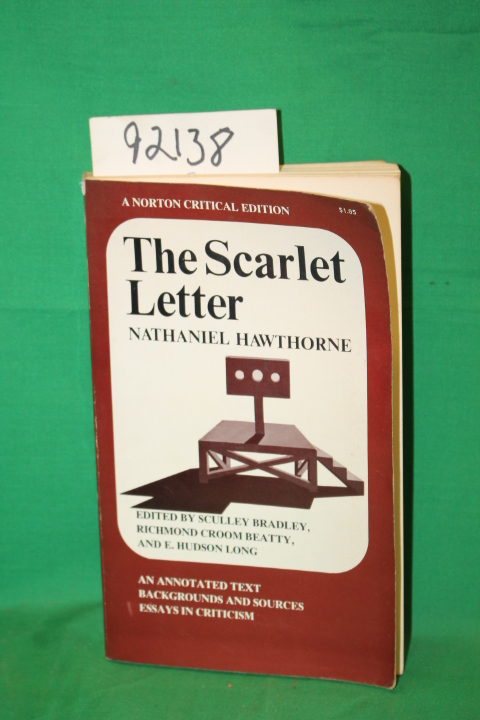 92138
A NORTON CRITICAL EDITION $1.95
The Scarlet
Letter
NATHANIEL HAWTHORNE
EDITED BY SCULLEY BRADLEY,
RICHMOND CROOM BEATTY,
AND E. HUDSON LONG
AN ANNOTATED TEXT
BACKGROUNDS AND SOURCES
ESSAYS IN CRITICISM